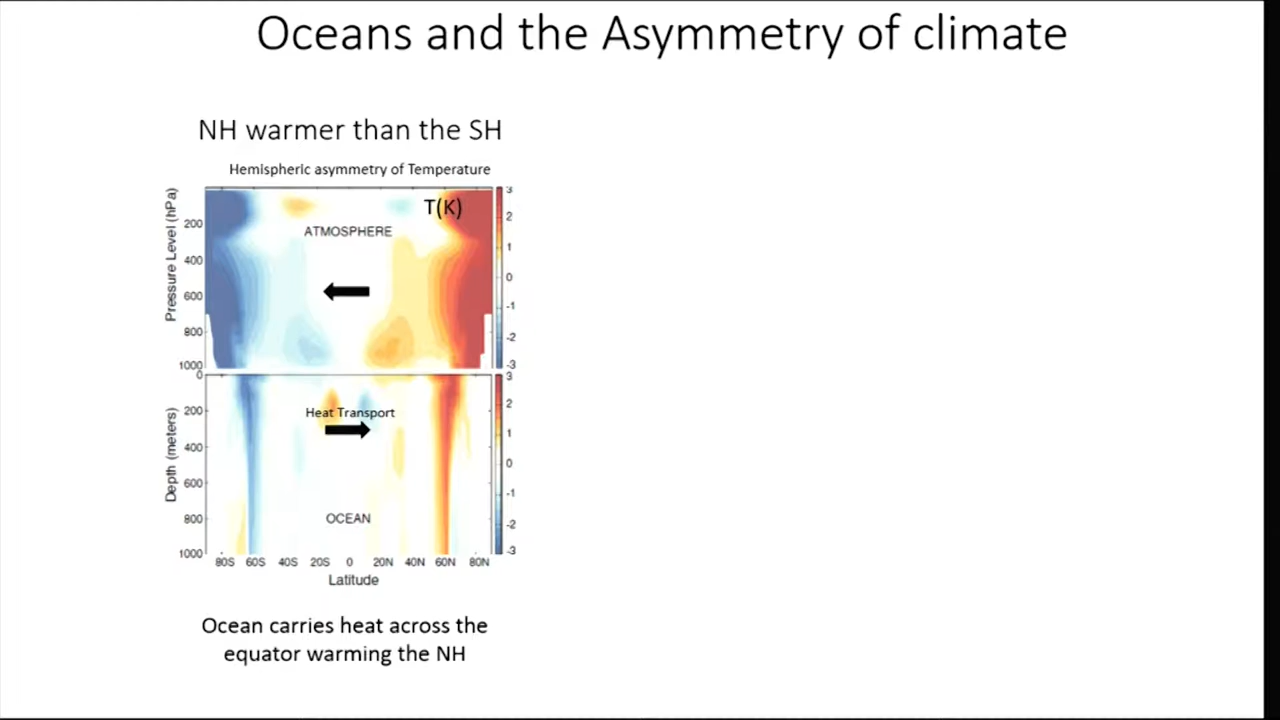 Oceans and the Asymmetry of climate
NH warmer than the SH
Hemispheric asymmetry of Temperature
Pressure Level (hPa)
200
400
600
800
1000
T(K)
ATMOSPHERE
3
2
1
0
-1
-2
-3
Depth (meters)
0
200
400
600
800
1000
Heat Transport
OCEAN
3
2
1
0
-1
-2
-3
80S 60S 40S 20S 0 20N 40N 60N 80N
Latitude
Ocean carries heat across the
equator warming the NH